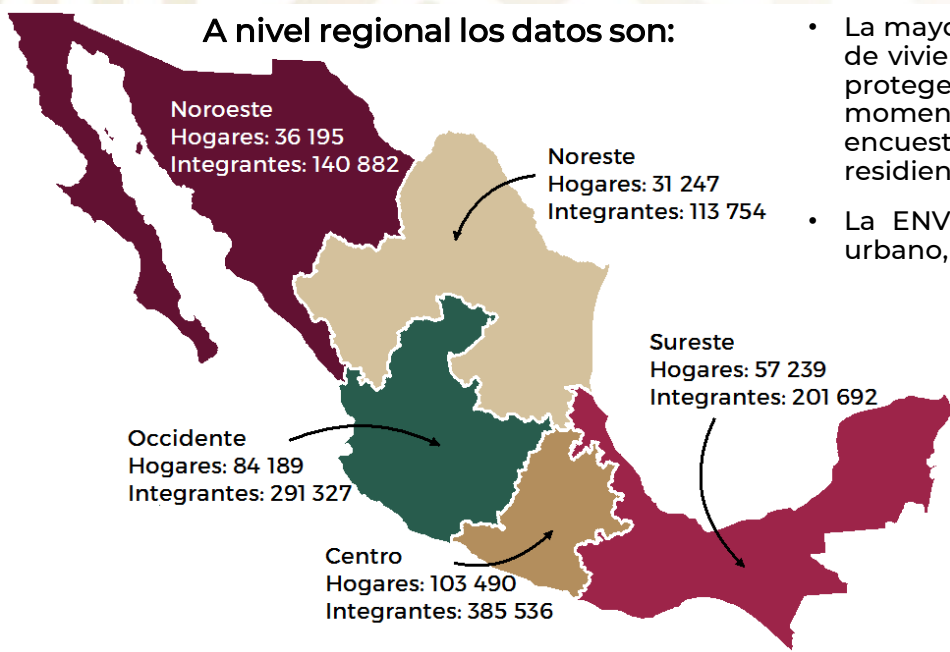 A nivel regional los datos son:
Noroeste
Hogares: 36 195
Integrantes: 140 882
Noreste
Hogares: 31 247
Integrantes: 113 754
Sureste
Hogares: 57 239
Integrantes: 201 692
Occidente
Hogares: 84 189
Integrantes: 291 327
Centro
Hogares: 103 490
Integrantes: 385 536
• La mayo
de vivie
protege
momen
encuest
residien
• La ENV
urbano,